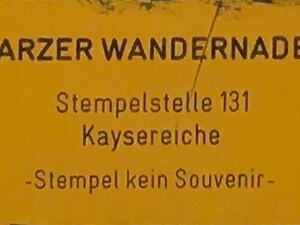 ARZER WANDERNADE
Stempelstelle 131
Kaysereiche
-Stempel kein Souvenir-